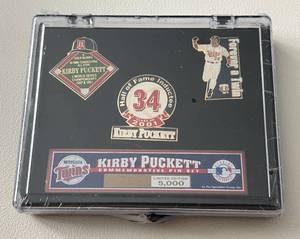 KIRBY PUCKETT
Hall of Fame Inductee
34
2001
KIRBY PUCKETT
Forever a Twin
MINNESOTA
Twins
KIRBY PUCKETT
COMMEMORATIVE PIN SET
LIMITED EDITION
5,000